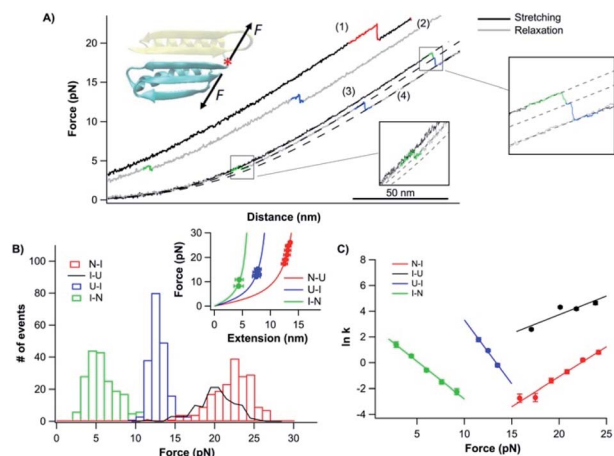 A)
Stretching
Relaxation
20
15
10
5
0
Force (pN)
(1)
(2)
(3)
(4)
F
*
F
50 nm
Distance (nm)
B)
N-I
I-U
U-I
I-N
100
80
60
40
20
0
# of events
0 5 10 15 20 25 30
Force (pN)
30
20
10
0
Force (pN)
N-U
U-I
I-N
0 5 10 15
Extension (nm)
C)
N-I
I-U
U-I
I-N
6
4
2
0
-2
-4
ln k
5 10 15 20 25
Force (pN)